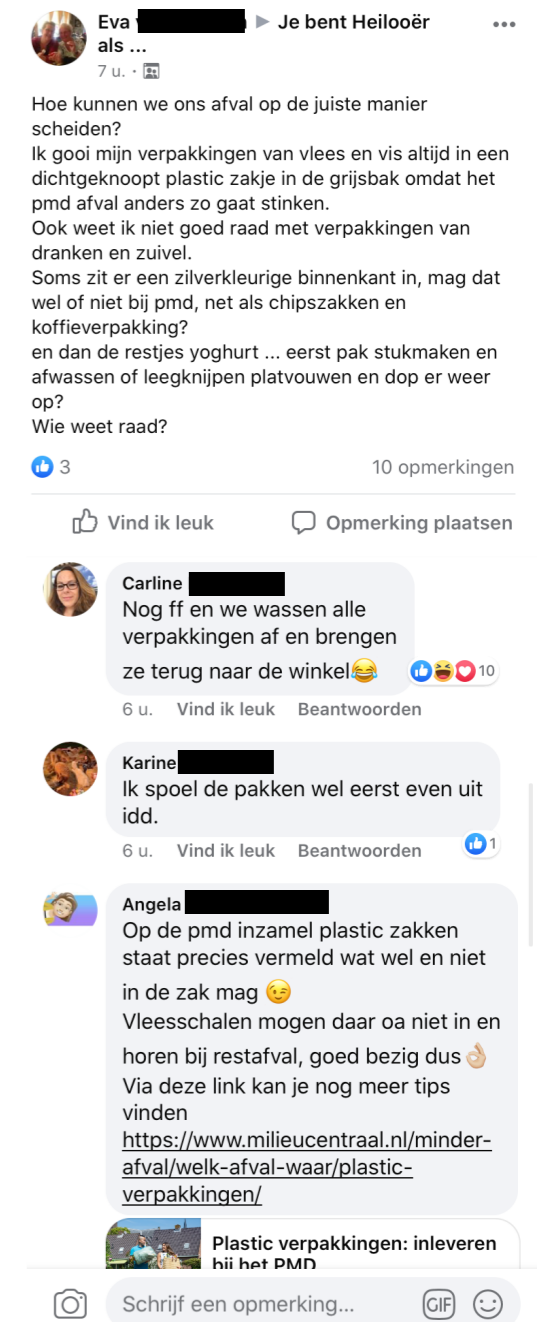 Eva ▶ Je bent Heilooër
als ...
7 u. ·
Hoe kunnen we ons afval op de juiste manier
scheiden?
Ik gooi mijn verpakkingen van vlees en vis altijd in een
dichtgeknoopt plastic zakje in de grijsbak omdat het
pmd afval anders zo gaat stinken.
Ook weet ik niet goed raad met verpakkingen van
dranken en zuivel.
Soms zit er een zilverkleurige binnenkant in, mag dat
wel of niet bij pmd, net als chipszakken en
koffieverpakking?
en dan de restjes yoghurt ... eerst pak stukmaken en
afwassen of leegknijpen platvouwen en dop er weer
op?
Wie weet raad?
3 10 opmerkingen
Vind ik leuk Opmerking plaatsen
Carline
Nog ff en we wassen alle
verpakkingen af en brengen
ze terug naar de winkel😂
10
6 u. Vind ik leuk Beantwoorden
Karine
Ik spoel de pakken wel eerst even uit
idd.
6 u. Vind ik leuk Beantwoorden 1
Angela
Op de pmd inzamel plastic zakken
staat precies vermeld wat wel en niet
in de zak mag 😉
Vleesschalen mogen daar oa niet in en
horen bij restafval, goed bezig dus👌🏻
Via deze link kan je nog meer tips
vinden
https://www.milieucentraal.nl/minder-
afval/welk-afval-waar/plastic-
verpakkingen/
Plastic verpakkingen: inleveren
bij het PMD
Schrijf een opmerking... GIF